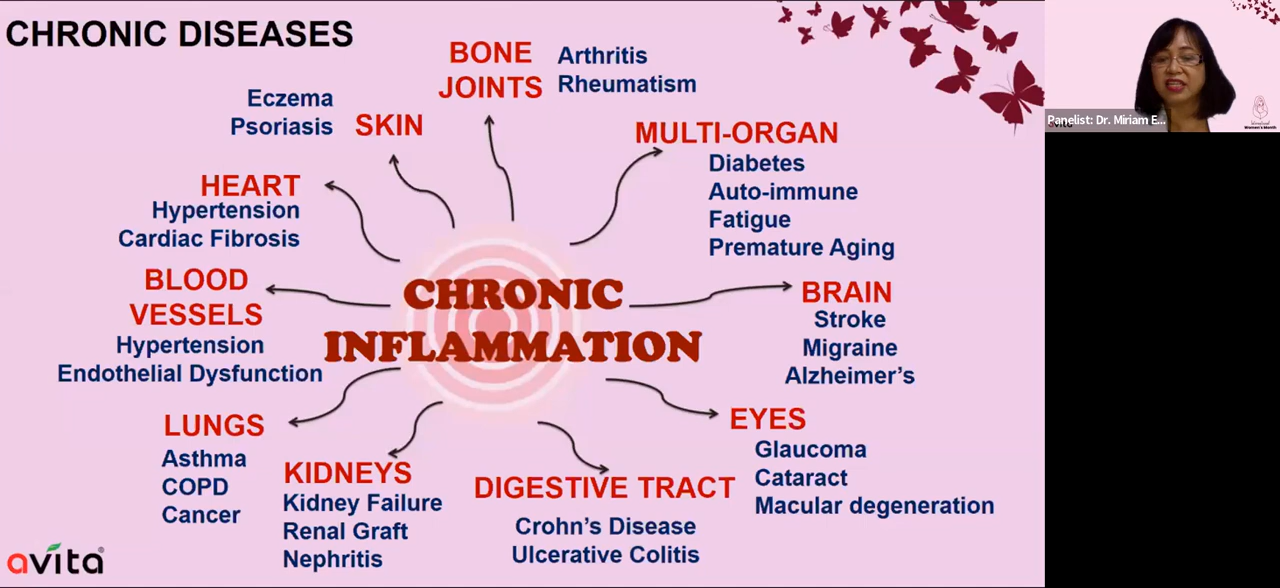 CHRONIC DISEASES
BONE
JOINTS
Arthritis
Rheumatism
Eczema
Psoriasis
SKIN
MULTI-ORGAN
Diabetes
Auto-immune
Fatigue
Premature Aging
HEART
Hypertension
Cardiac Fibrosis
BLOOD
VESSELS
Hypertension
Endothelial Dysfunction
CHRONIC
INFLAMMATION
BRAIN
Stroke
Migraine
Alzheimer’s
LUNGS
Asthma
COPD
Cancer
KIDNEYS
Kidney Failure
Renal Graft
Nephritis
DIGESTIVE TRACT
Crohn’s Disease
Ulcerative Colitis
EYES
Glaucoma
Cataract
Macular degeneration
avita
Panelist: Dr. Miriam E...
Women's Month